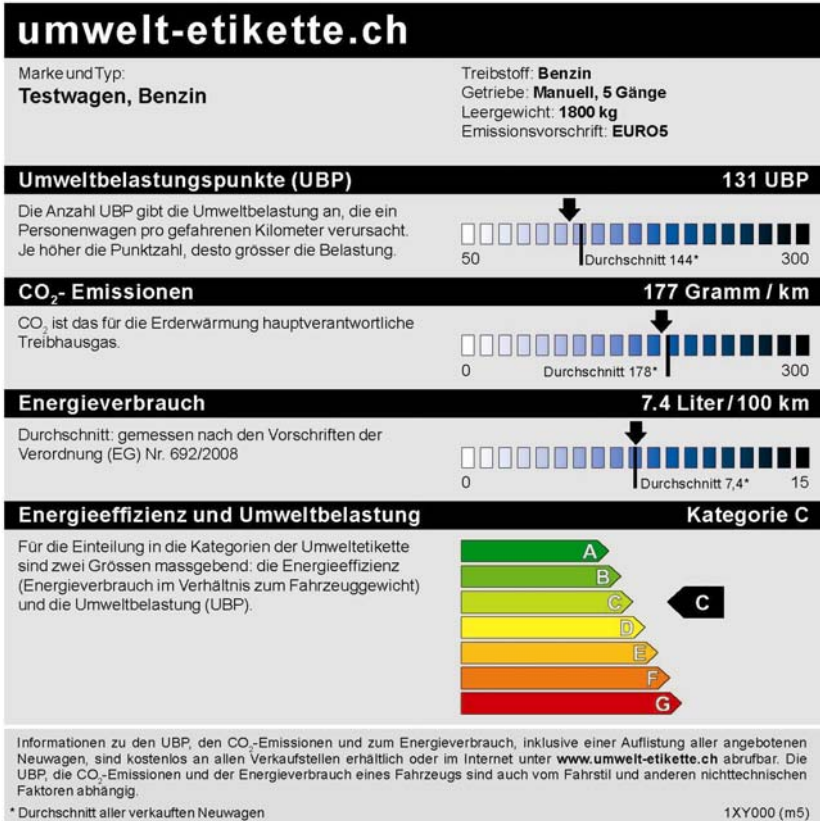 umwelt-etikette.ch
Marke und Typ:
Testwagen, Benzin
Treibstoff: Benzin
Getriebe: Manuell, 5 Gänge
Leergewicht: 1800 kg
Emissionsvorschrift: EURO5
Umweltbelastungspunkte (UBP) 131 UBP
Die Anzahl UBP gibt die Umweltbelastung an, die ein
Personenwagen pro gefahrenen Kilometer verursacht.
Je höher die Punktzahl, desto grösser die Belastung.
50 Durchschnitt 144* 300
CO₂- Emissionen 177 Gramm / km
CO₂ ist das für die Erderwärmung hauptverantwortliche
Treibhausgas.
0 Durchschnitt 178* 300
Energieverbrauch 7.4 Liter/100 km
Durchschnitt: gemessen nach den Vorschriften der
Verordnung (EG) Nr. 692/2008
0 Durchschnitt 7,4* 15
Energieeffizienz und Umweltbelastung Kategorie C
Für die Einteilung in die Kategorien der Umweltetikette
sind zwei Grössen massgebend: die Energieeffizienz
(Energieverbrauch im Verhältnis zum Fahrzeuggewicht)
und die Umweltbelastung (UBP).
A
B
C C
D
E
F
G
Informationen zu den UBP, den CO₂-Emissionen und zum Energieverbrauch, inklusive einer Auflistung aller angebotenen
Neuwagen, sind kostenlos an allen Verkaufstellen erhältlich oder im Internet unter www.umwelt-etikette.ch abrufbar. Die
UBP, die CO₂-Emissionen und der Energieverbrauch eines Fahrzeugs sind auch vom Fahrstil und anderen nichttechnischen
Faktoren abhängig.
* Durchschnitt aller verkauften Neuwagen 1XY000 (m5)